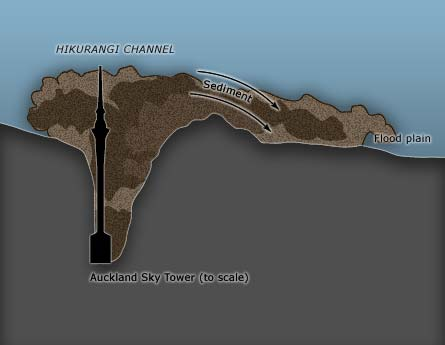 HIKURANGI CHANNEL
Sediment
Flood plain
Auckland Sky Tower (to scale)